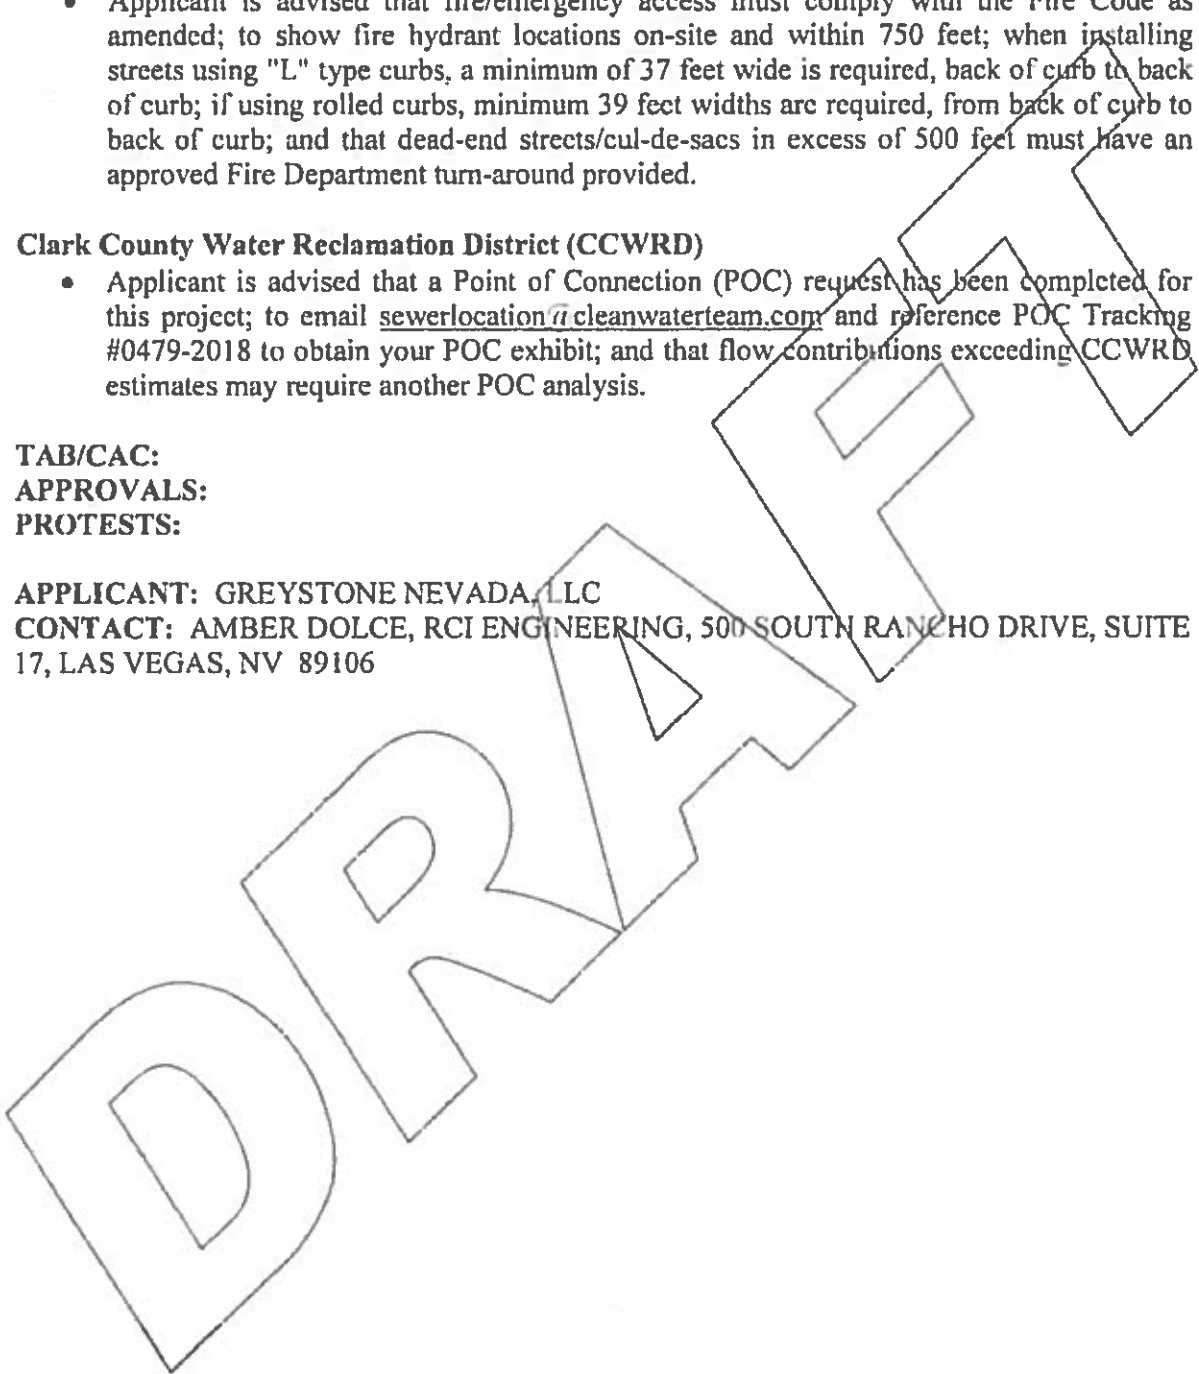 • Applicant is advised that fire/emergency access must comply with the Fire Code as
amended; to show fire hydrant locations on-site and within 750 feet; when installing
streets using "L" type curbs, a minimum of 37 feet wide is required, back of curb to back
of curb; if using rolled curbs, minimum 39 feet widths are required, from back of curb to
back of curb; and that dead-end streets/cul-de-sacs in excess of 500 feet must have an
approved Fire Department turn-around provided.
Clark County Water Reclamation District (CCWRD)
• Applicant is advised that a Point of Connection (POC) request has been completed for
this project; to email sewerlocation@cleanwaterteam.com and reference POC Tracking
#0479-2018 to obtain your POC exhibit; and that flow contributions exceeding CCWRD
estimates may require another POC analysis.
TAB/CAC:
APPROVALS:
PROTESTS:
APPLICANT: GREYSTONE NEVADA, LLC
CONTACT: AMBER DOLCE, RCI ENGINEERING, 500 SOUTH RANCHO DRIVE, SUITE
17, LAS VEGAS, NV 89106
DRAFT